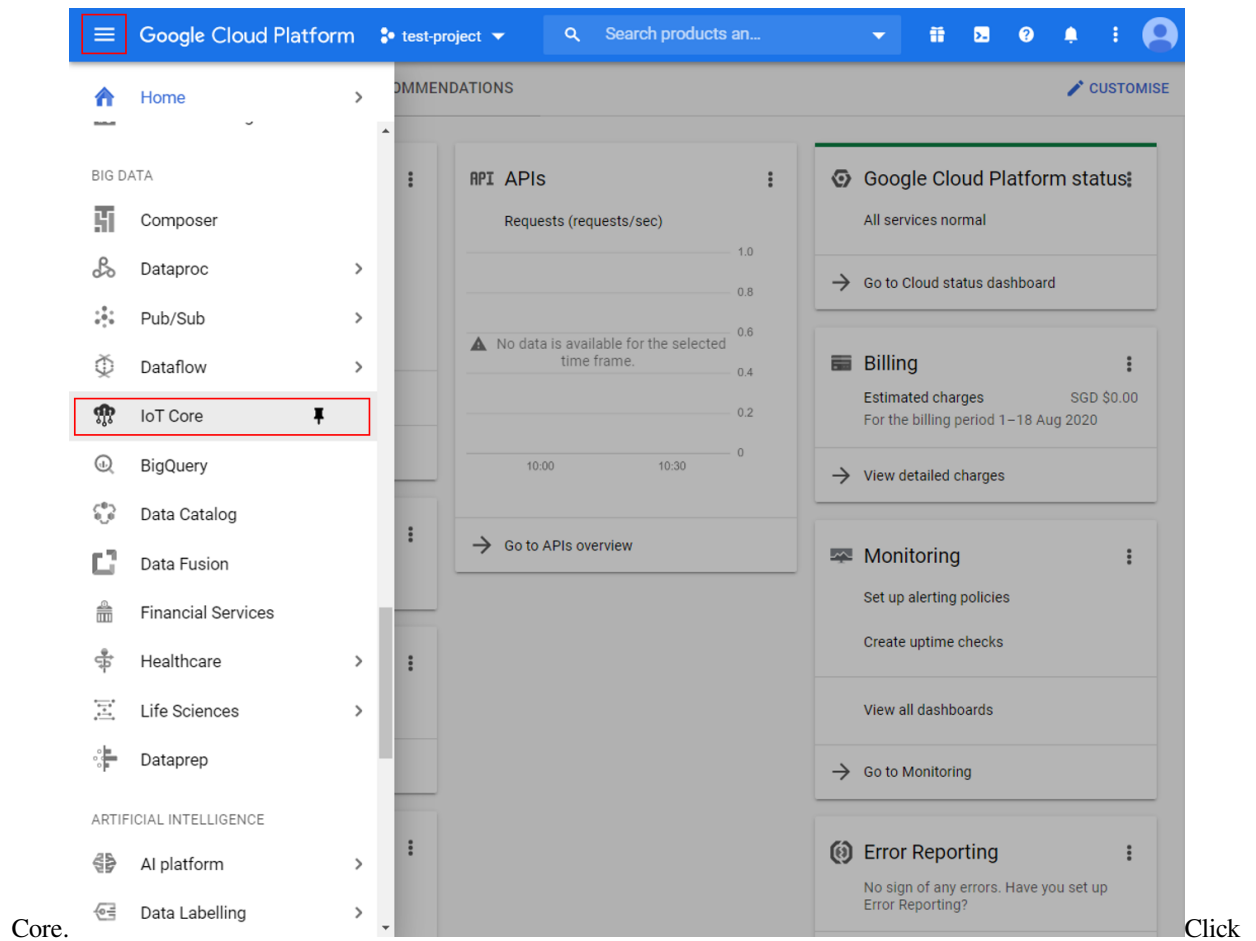 Google Cloud Platform test-project Search products an...
Home
OMMENDATIONS
CUSTOMISE
BIG DATA
Composer
Dataproc
Pub/Sub
Dataflow
IoT Core
BigQuery
Data Catalog
Data Fusion
Financial Services
Healthcare
Life Sciences
Dataprep
ARTIFICIAL INTELLIGENCE
AI platform
Data Labelling
API APIs
Requests (requests/sec)
1.0
0.8
0.6
No data is available for the selected
time frame.
0.4
0.2
0
10:00 10:30
Go to APIs overview
Google Cloud Platform status
All services normal
Go to Cloud status dashboard
Billing
Estimated charges SGD $0.00
For the billing period 1–18 Aug 2020
View detailed charges
Monitoring
Set up alerting policies
Create uptime checks
View all dashboards
Go to Monitoring
Error Reporting
No sign of any errors. Have you set up
Error Reporting?
Core. Click